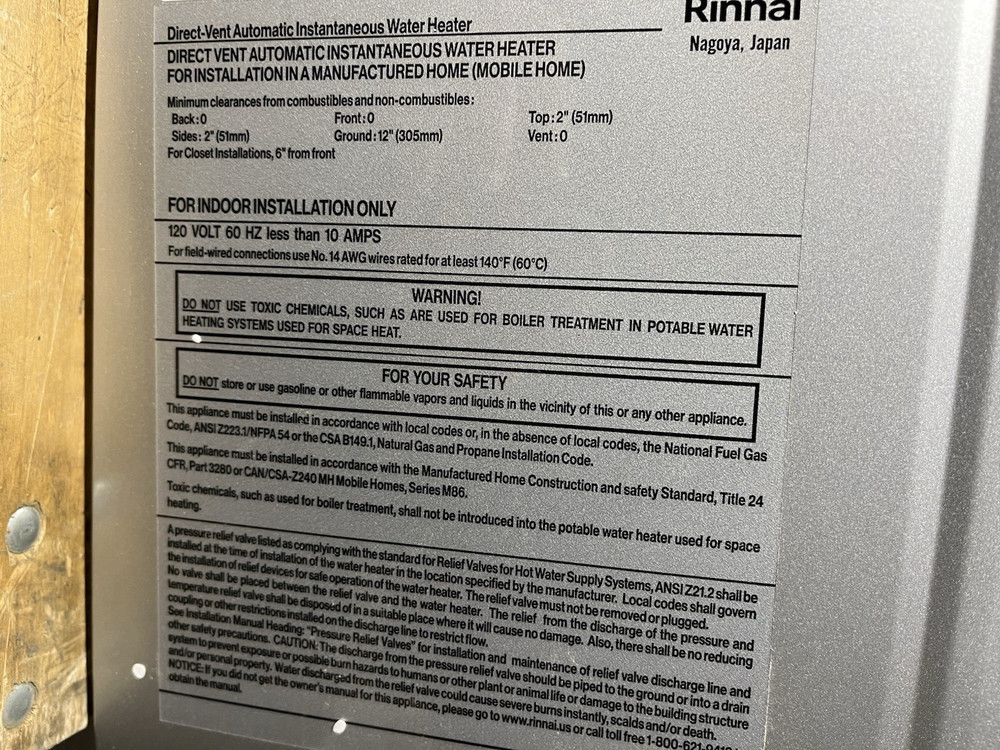 Rinnai
Nagoya, Japan
Direct-Vent Automatic Instantaneous Water Heater
DIRECT VENT AUTOMATIC INSTANTANEOUS WATER HEATER
FOR INSTALLATION IN A MANUFACTURED HOME (MOBILE HOME)
Minimum clearances from combustibles and non-combustibles:
Back:0 Front:0 Top:2" (51mm)
Sides: 2" (51mm) Ground:12" (305mm) Vent:0
For Closet Installations, 6" from front
FOR INDOOR INSTALLATION ONLY
120 VOLT 60 HZ less than 10 AMPS
For field-wired connections use No. 14 AWG wires rated for at least 140°F (60°C)
WARNING!
DO NOT USE TOXIC CHEMICALS, SUCH AS ARE USED FOR BOILER TREATMENT IN POTABLE WATER
HEATING SYSTEMS USED FOR SPACE HEAT.
FOR YOUR SAFETY
DO NOT store or use gasoline or other flammable vapors and liquids in the vicinity of this or any other appliance.
This appliance must be installed in accordance with local codes or, in the absence of local codes, the National Fuel Gas
Code, ANSI Z223.1/NFPA 54 or the CSA B149.1, Natural Gas and Propane Installation Code.
This appliance must be installed in accordance with the Manufactured Home Construction and safety Standard, Title 24
CFR, Part 3280 or CAN/CSA-Z240 MH Mobile Homes, Series M86.
Toxic chemicals, such as used for boiler treatment, shall not be introduced into the potable water heater used for space
heating.
A pressure relief valve listed as complying with the standard for Relief Valves for Hot Water Supply Systems, ANSI Z21.2 shall be
installed at the time of installation of the water heater in the location specified by the manufacturer. Local codes shall govern
the installation of relief devices for safe operation of the water heater. The relief valve must not be removed or plugged.
No valve shall be placed between the relief valve and the water heater. The relief from the discharge of the pressure and
temperature relief valve shall be disposed of in a suitable place where it will cause no damage. Also, there shall be no reducing
coupling or other restrictions installed on the discharge line to restrict flow.
See Installation Manual Heading: "Pressure Relief Valves" for installation and maintenance of relief valve discharge line and
other safety precautions. CAUTION: The discharge from the pressure relief valve should be piped to the ground or into a drain
system to prevent exposure or possible burn hazards to humans or other plant or animal life or damage to the building structure
and/or personal property. Water discharged from the relief valve could cause severe burns instantly, scalds and/or death.
NOTICE: If you did not get the owner's manual for this appliance, please go to www.rinnai.us or call toll free 1-800-621-9419
obtain the manual.